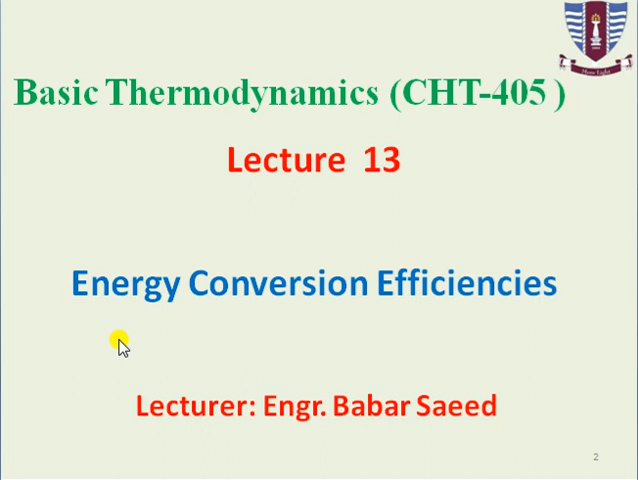 Basic Thermodynamics (CHT-405 )
Lecture 13
Energy Conversion Efficiencies
Lecturer: Engr. Babar Saeed
2